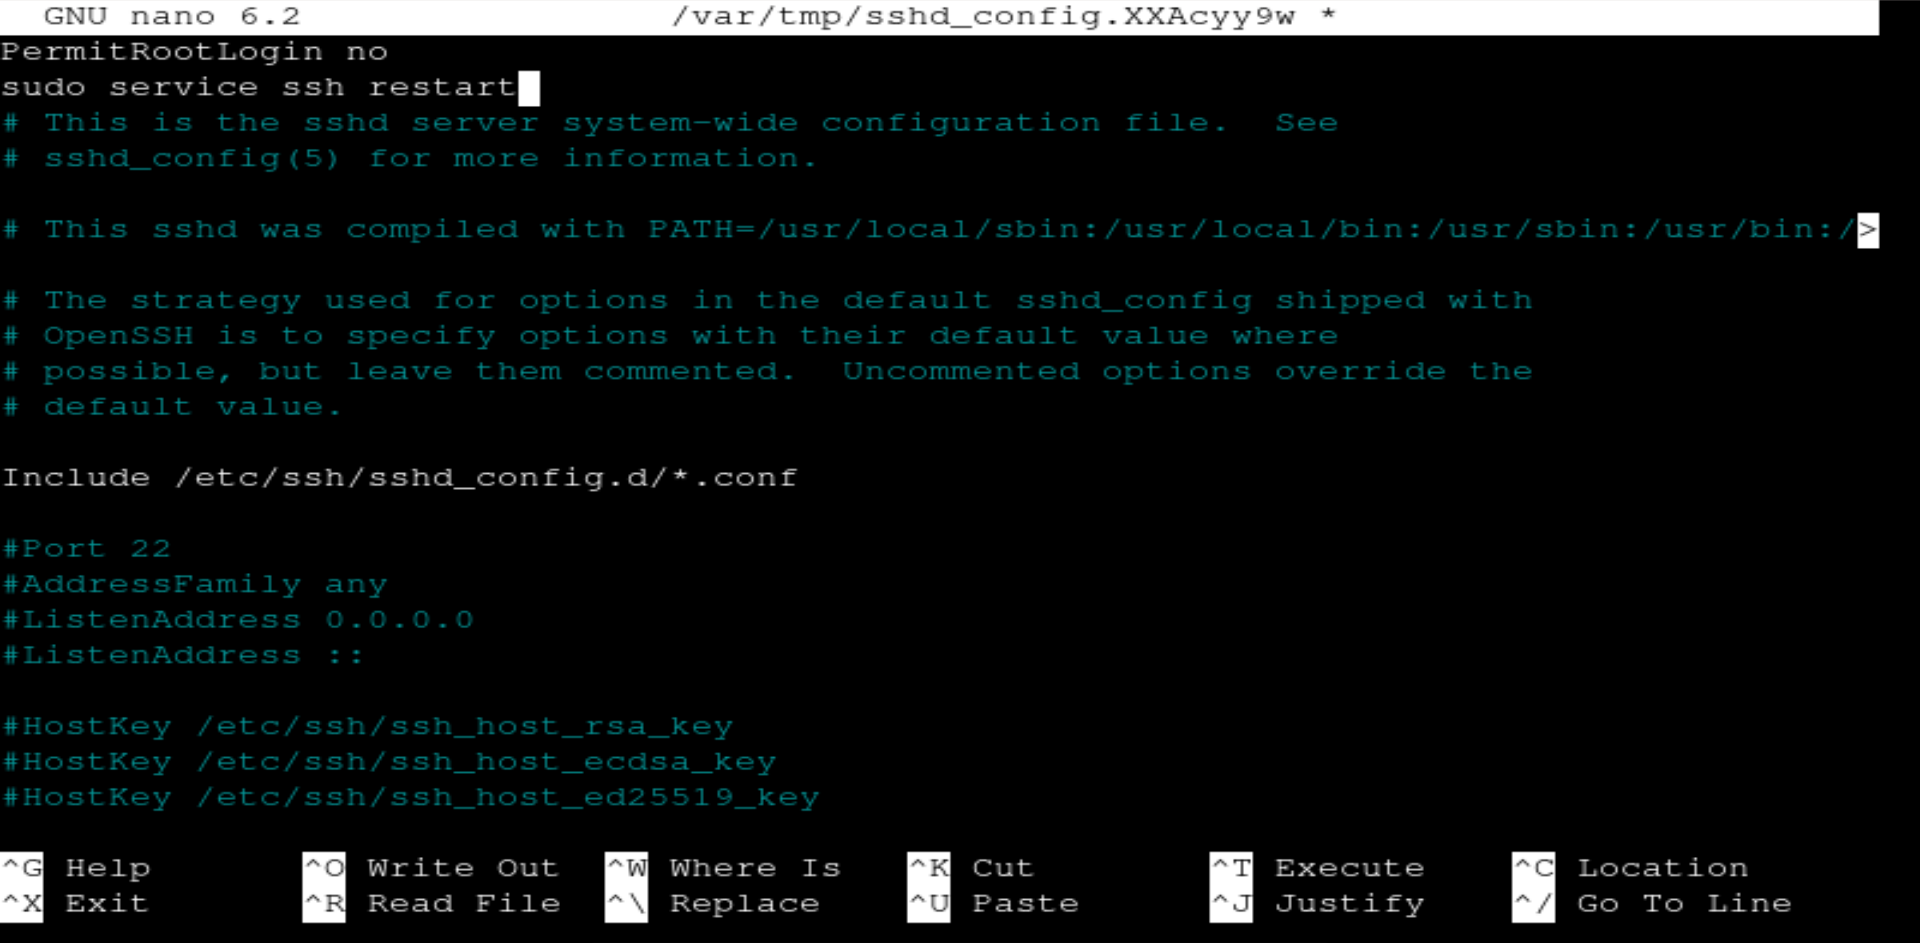 GNU nano 6.2 /var/tmp/sshd_config.XXAcyy9w *
PermitRootLogin no
sudo service ssh restart
# This is the sshd server system-wide configuration file.  See
# sshd_config(5) for more information.
# This sshd was compiled with PATH=/usr/local/sbin:/usr/local/bin:/usr/sbin:/usr/bin:/>
# The strategy used for options in the default sshd_config shipped with
# OpenSSH is to specify options with their default value where
# possible, but leave them commented.  Uncommented options override the
# default value.
Include /etc/ssh/sshd_config.d/*.conf
#Port 22
#AddressFamily any
#ListenAddress 0.0.0.0
#ListenAddress ::
#HostKey /etc/ssh/ssh_host_rsa_key
#HostKey /etc/ssh/ssh_host_ecdsa_key
#HostKey /etc/ssh/ssh_host_ed25519_key
^G Help ^O Write Out ^W Where Is ^K Cut ^T Execute ^C Location
^X Exit ^R Read File ^\ Replace ^U Paste ^J Justify ^/ Go To Line